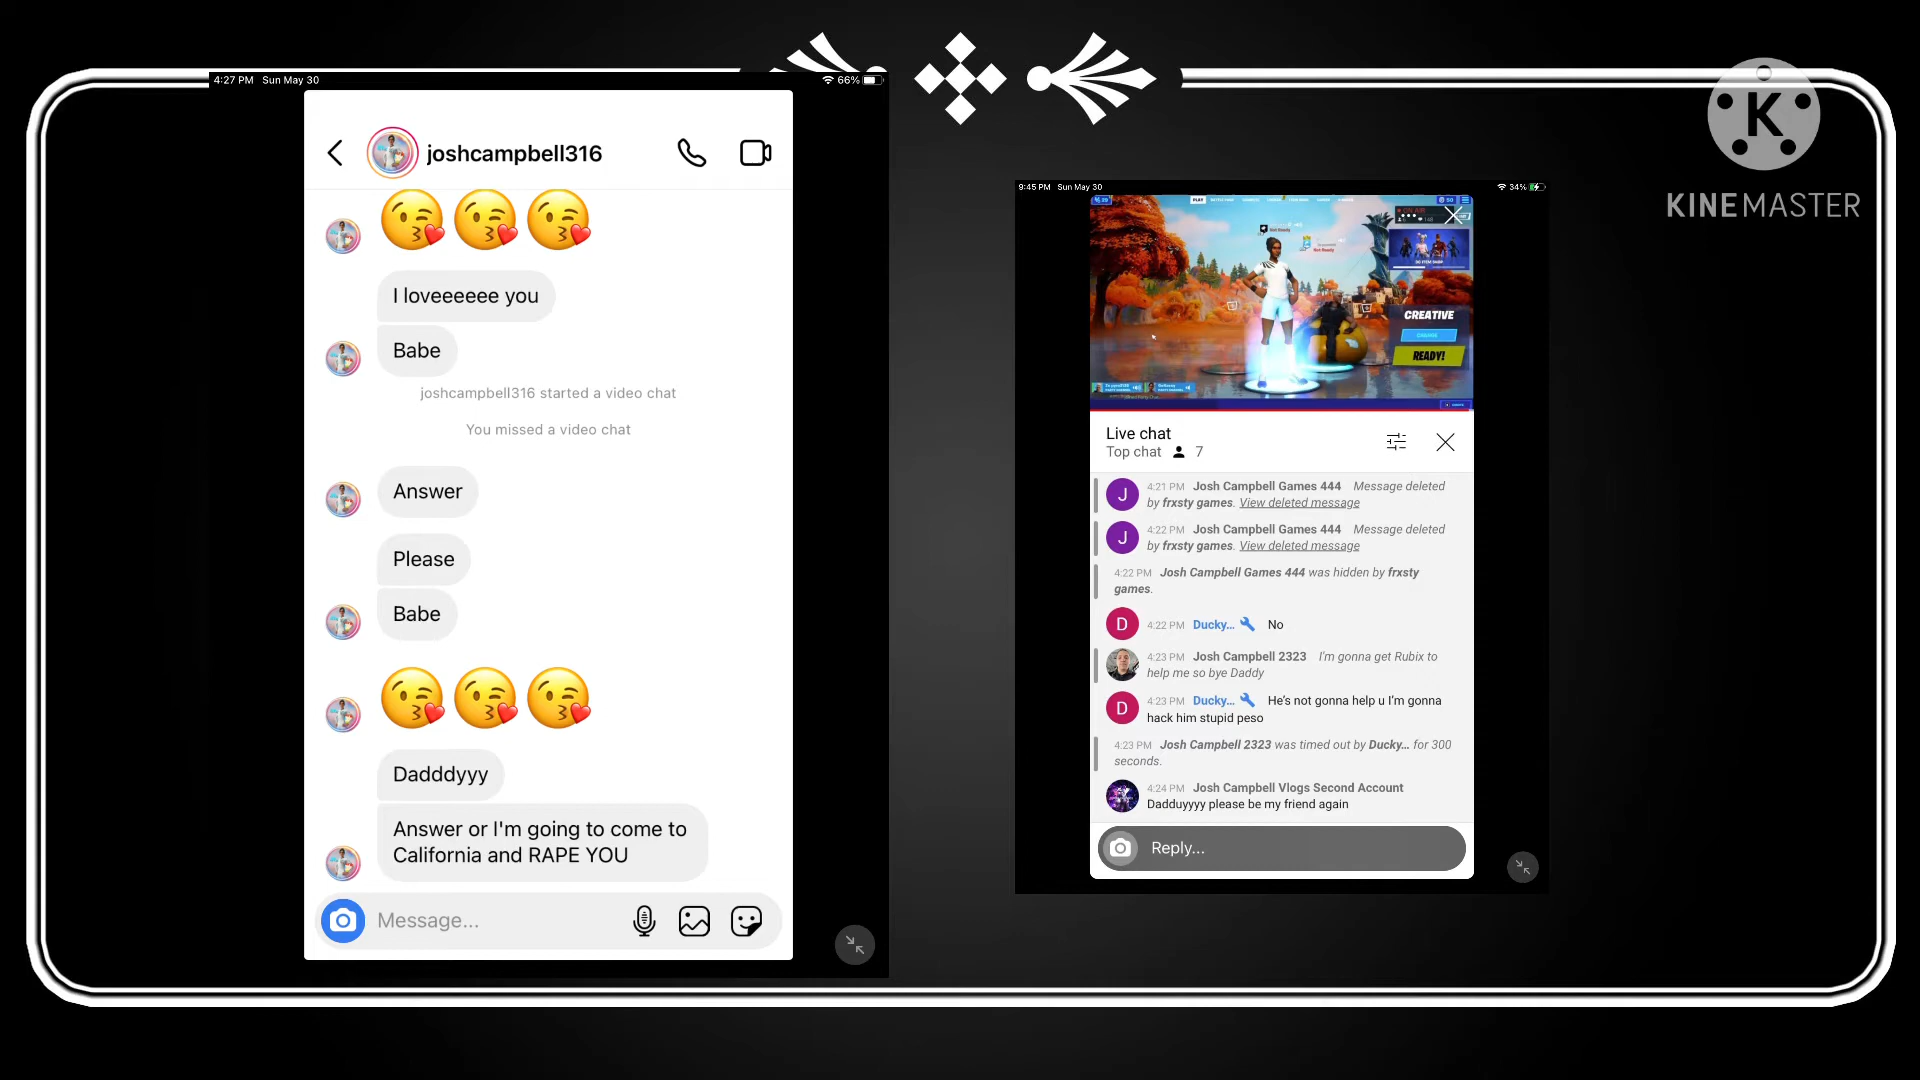 4:27 PM Sun May 30
66%
joshcampbell316
I loveeeeee you
Babe
joshcampbell316 started a video chat
You missed a video chat
Answer
Please
Babe
Dadddyyy
Answer or I'm going to come to
California and RAPE YOU
Message...
K
KINEMASTER
9:45 PM Sun May 30
34%
PLAY
50
Not Ready
Not Ready
CREATIVE
CHANGE
READY!
Live chat
Top chat 7
J
4:21 PM Josh Campbell Games 444 Message deleted
by frxsty games. View deleted message
J
4:22 PM Josh Campbell Games 444 Message deleted
by frxsty games. View deleted message
4:22 PM Josh Campbell Games 444 was hidden by frxsty
games.
D
4:22 PM Ducky... No
4:23 PM Josh Campbell 2323 I'm gonna get Rubix to
help me so bye Daddy
D
4:23 PM Ducky... He's not gonna help u I'm gonna
hack him stupid peso
4:23 PM Josh Campbell 2323 was timed out by Ducky... for 300
seconds.
4:24 PM Josh Campbell Vlogs Second Account
Dadduyyyy please be my friend again
Reply...